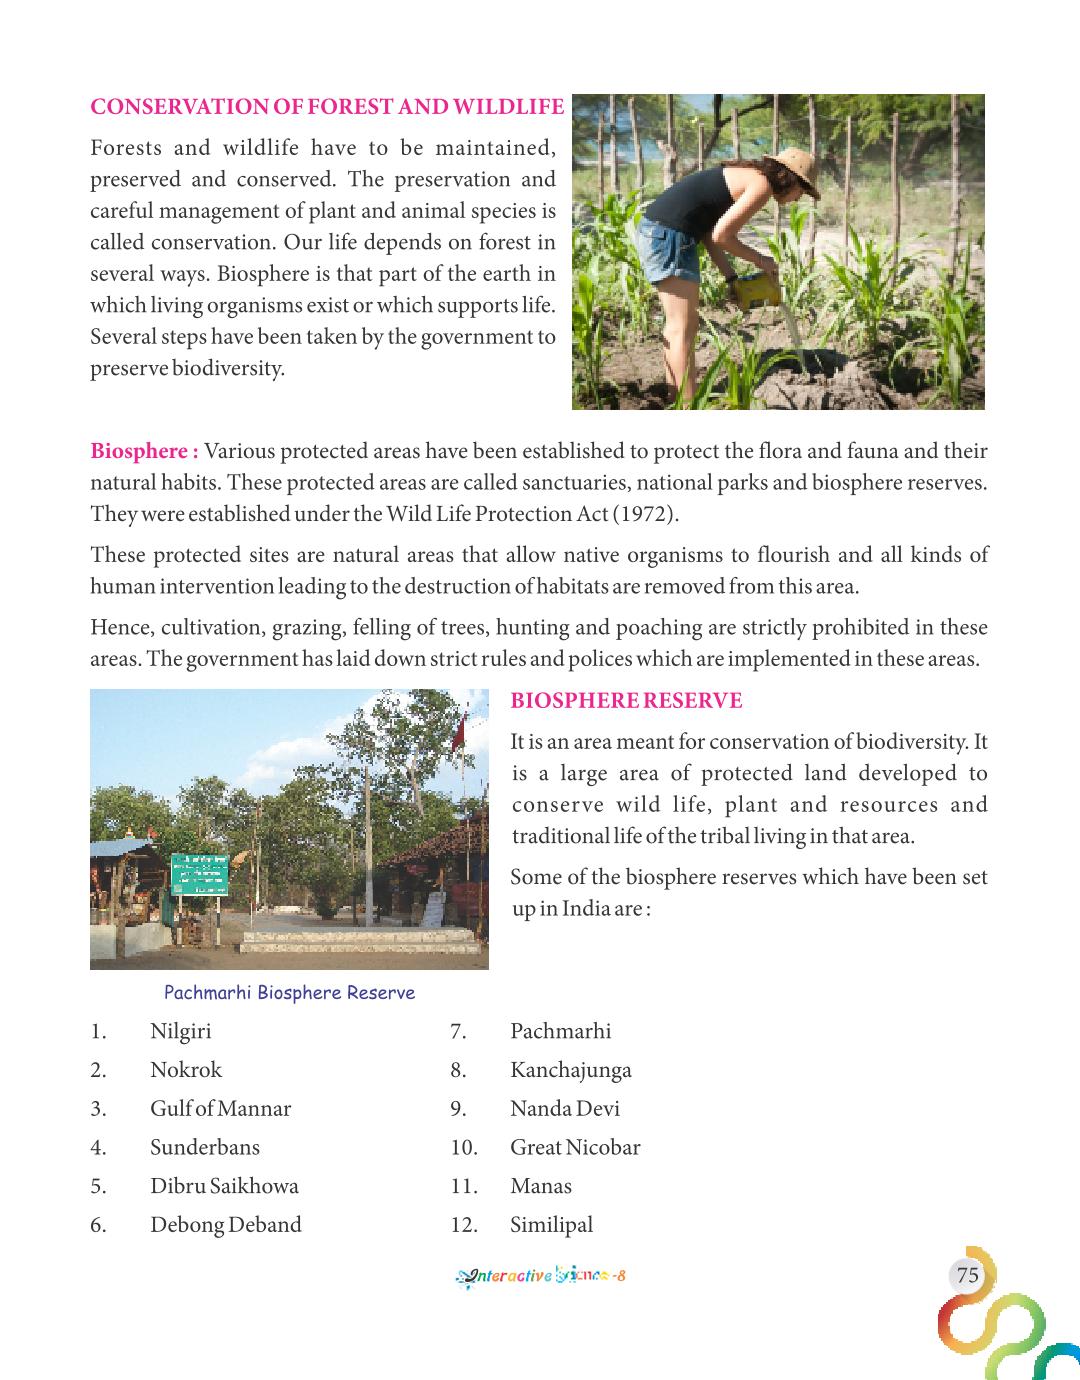 CONSERVATION OF FOREST AND WILDLIFE
Forests and wildlife have to be maintained,
preserved and conserved. The preservation and
careful management of plant and animal species is
called conservation. Our life depends on forest in
several ways. Biosphere is that part of the earth in
which living organisms exist or which supports life.
Several steps have been taken by the government to
preserve biodiversity.
Biosphere : Various protected areas have been established to protect the flora and fauna and their
natural habits. These protected areas are called sanctuaries, national parks and biosphere reserves.
They were established under the Wild Life Protection Act (1972).
These protected sites are natural areas that allow native organisms to flourish and all kinds of
human intervention leading to the destruction of habitats are removed from this area.
Hence, cultivation, grazing, felling of trees, hunting and poaching are strictly prohibited in these
areas. The government has laid down strict rules and polices which are implemented in these areas.
BIOSPHERE RESERVE
It is an area meant for conservation of biodiversity. It
is a large area of protected land developed to
conserve wild life, plant and resources and
traditional life of the tribal living in that area.
Some of the biosphere reserves which have been set
up in India are :
Pachmarhi Biosphere Reserve
1. Nilgiri
2. Nokrok
3. Gulf of Mannar
4. Sunderbans
5. Dibru Saikhowa
6. Debong Deband
7. Pachmarhi
8. Kanchajunga
9. Nanda Devi
10. Great Nicobar
11. Manas
12. Similipal
Interactive Science-8
75